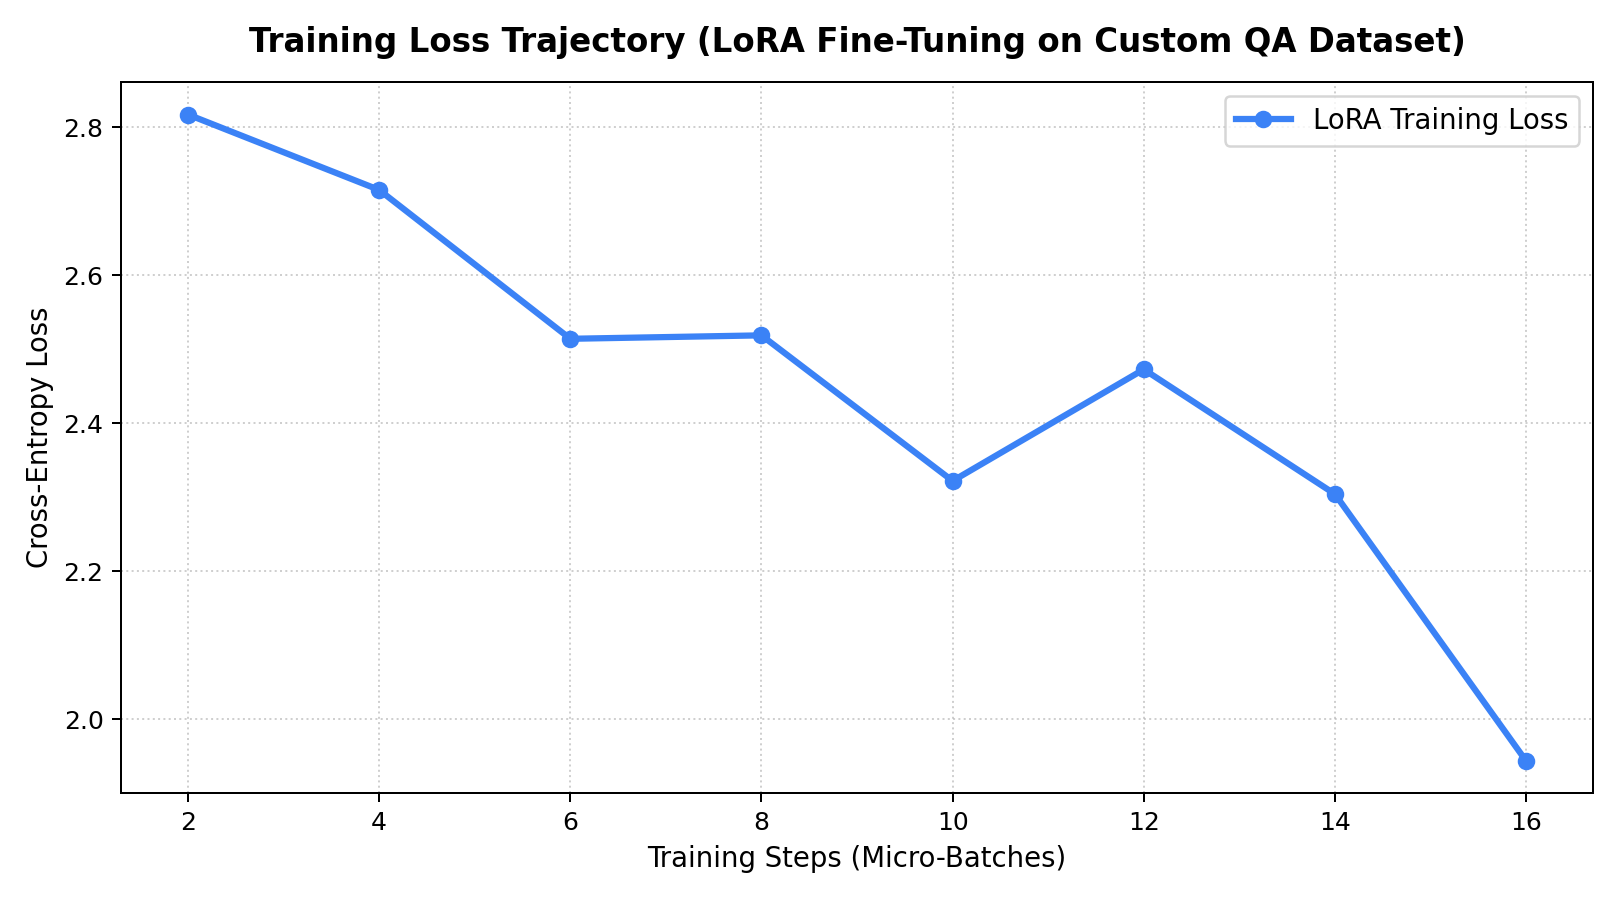 Training Loss Trajectory (LoRA Fine-Tuning on Custom QA Dataset)
LoRA Training Loss
Cross-Entropy Loss
2.8
2.6
2.4
2.2
2.0
2 4 6 8 10 12 14 16
Training Steps (Micro-Batches)